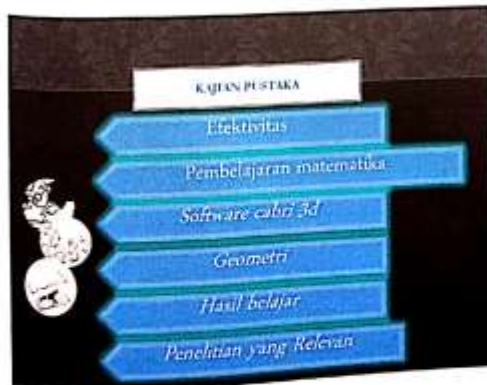 KAJIAN PUSTAKA
Efektivitas
Pembelajaran matematika
Software cabri 3d
Geometri
Hasil belajar
Penelitian yang Relevan